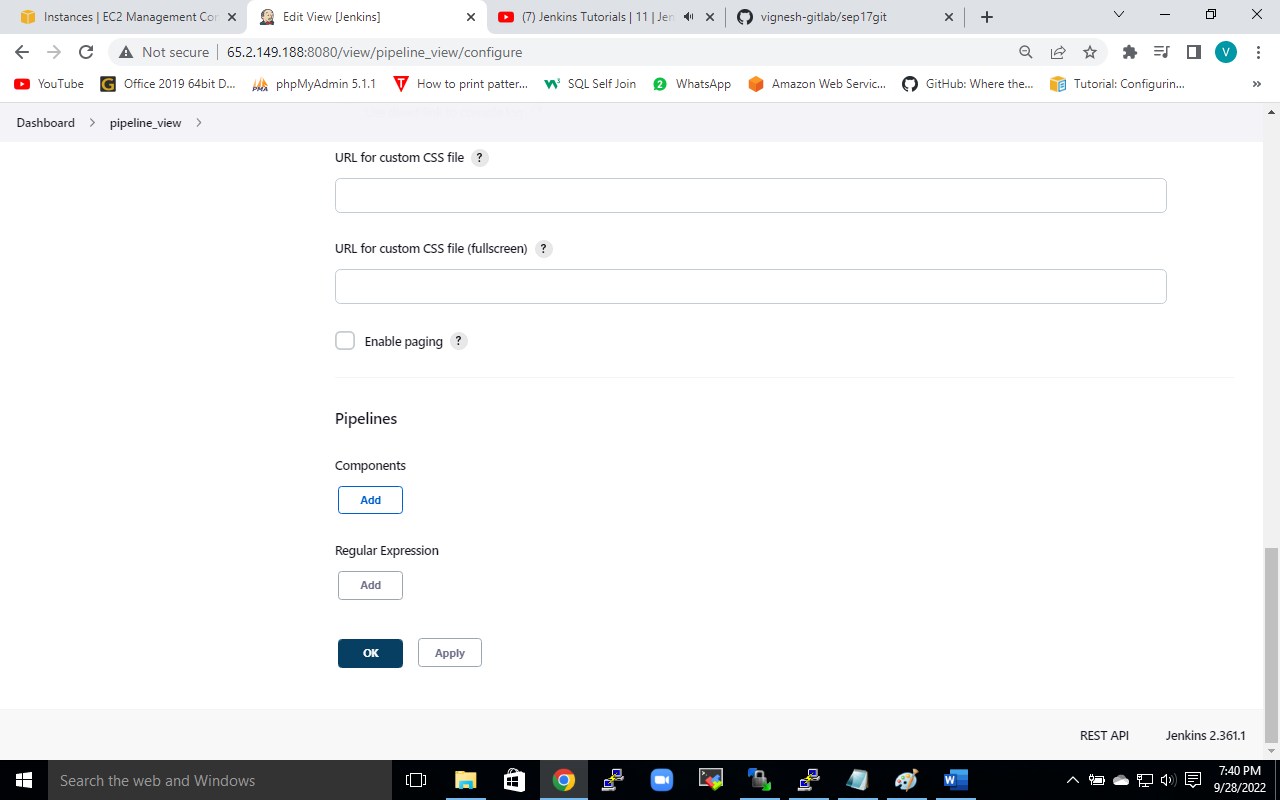 Instances | EC2 Management Con
Edit View [Jenkins]
(7) Jenkins Tutorials | 11 | Jen
vignesh-gitlab/sep17git
Not secure
65.2.149.188:8080/view/pipeline_view/configure
V
YouTube
G
Office 2019 64bit D...
PMA
phpMyAdmin 5.1.1
How to print patter...
SQL Self Join
2
WhatsApp
Amazon Web Servic...
GitHub: Where the...
Tutorial: Configurin...
»
Dashboard
pipeline_view
URL for custom CSS file ?
URL for custom CSS file (fullscreen) ?
Enable paging ?
Pipelines
Components
Add
Regular Expression
Add
OK
Apply
REST API
Jenkins 2.361.1
Search the web and Windows
7:40 PM
9/28/2022